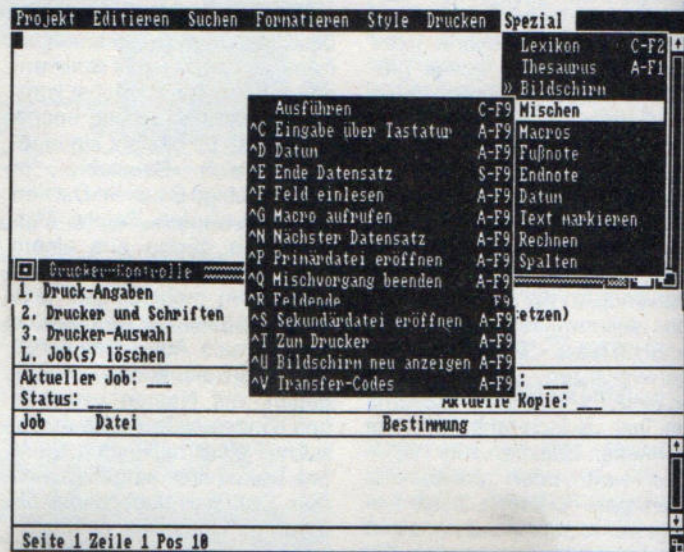 Projekt Editieren Suchen Formatieren Style Drucken Spezial
Lexikon C-F2
Thesaurus A-F1
» Bildschirm
Mischen
Macros
Fußnote
Endnote
Datum
Text markieren
Rechnen
Spalten
Ausführen C-F9
^C Eingabe über Tastatur A-F9
^D Datum A-F9
^E Ende Datensatz S-F9
^F Feld einlesen A-F9
^G Macro aufrufen A-F9
^N Nächster Datensatz A-F9
^P Primärdatei eröffnen A-F9
^Q Mischvorgang beenden A-F9
^R Feldende F9
^S Sekundärdatei eröffnen A-F9
^T Zum Drucker A-F9
^U Bildschirm neu anzeigen A-F9
^V Transfer-Codes A-F9
Drucker-Kontrolle
1. Druck-Angaben
2. Drucker und Schriften
3. Drucker-Auswahl
L. Job(s) löschen
etzen)
Aktueller Job: ___
: ___
Status: ___
Aktuelle Kopie: ___
Job Datei Bestimmung
Seite 1 Zeile 1 Pos 10